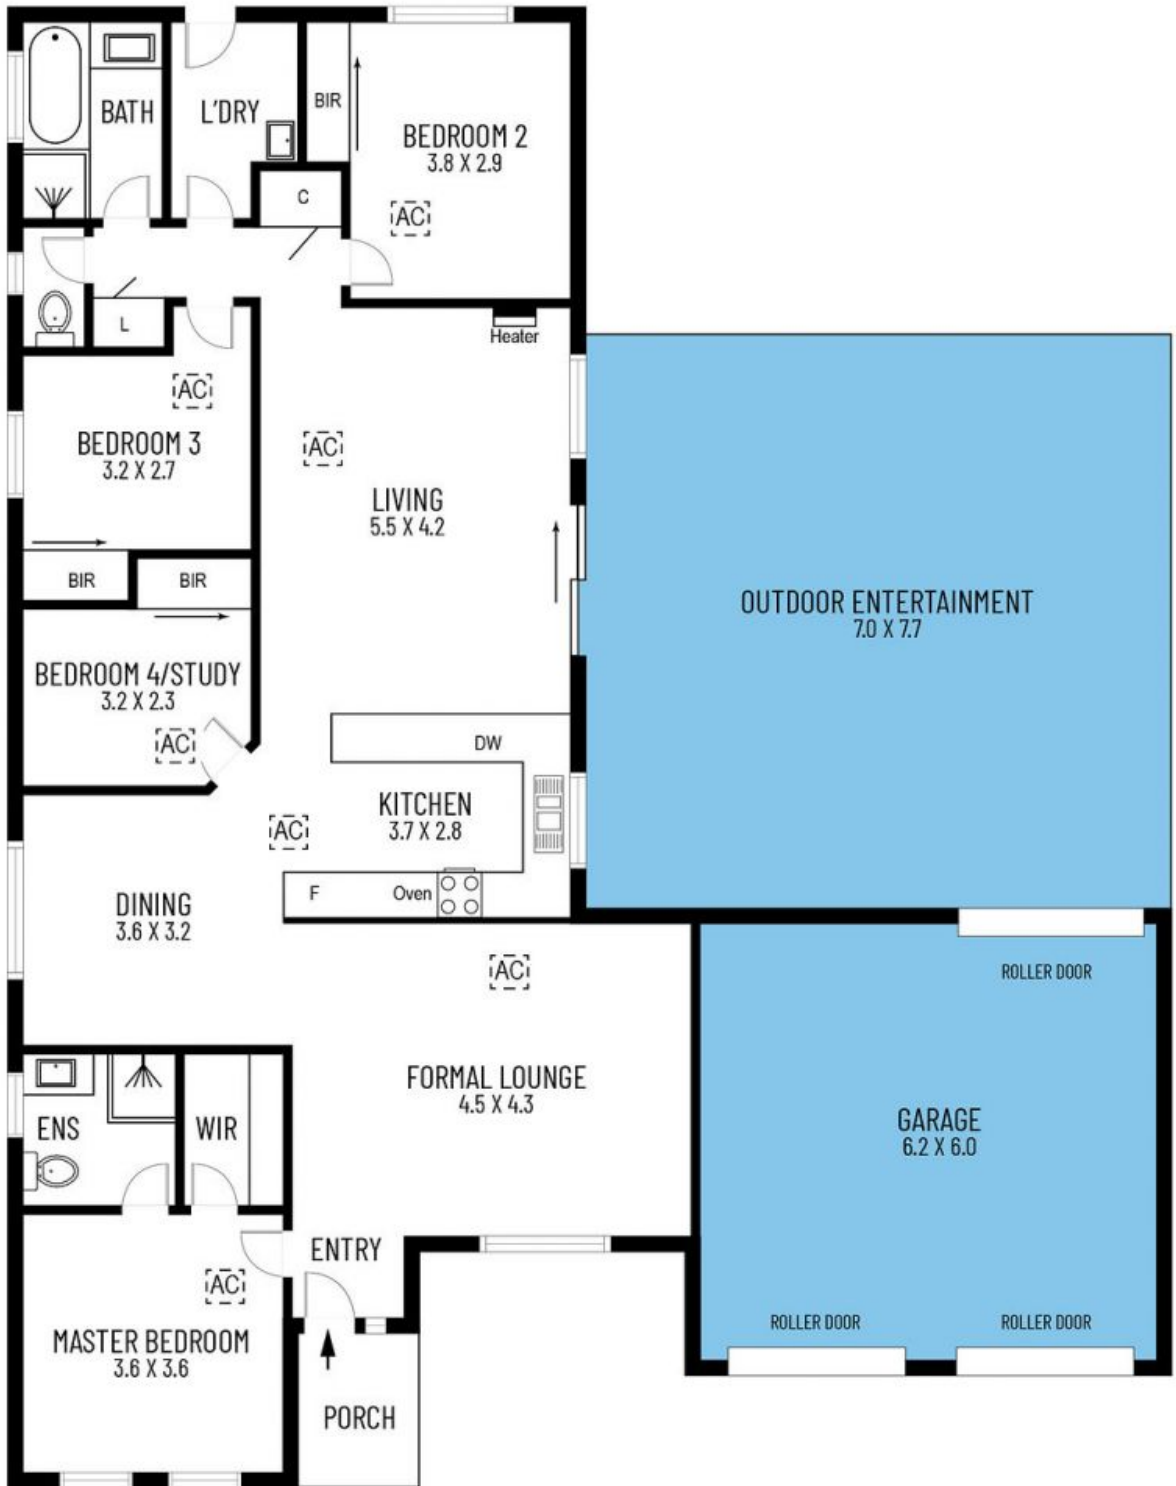 BATH
L'DRY
BIR
BEDROOM 2
3.8 X 2.9
C
AC
L
Heater
AC
BEDROOM 3
3.2 X 2.7
AC
LIVING
5.5 X 4.2
BIR
BIR
OUTDOOR ENTERTAINMENT
7.0 X 7.7
BEDROOM 4/STUDY
3.2 X 2.3
AC
DW
KITCHEN
3.7 X 2.8
AC
F
Oven
DINING
3.6 X 3.2
AC
ROLLER DOOR
FORMAL LOUNGE
4.5 X 4.3
ENS
WIR
GARAGE
6.2 X 6.0
ENTRY
AC
MASTER BEDROOM
3.6 X 3.6
ROLLER DOOR
ROLLER DOOR
PORCH